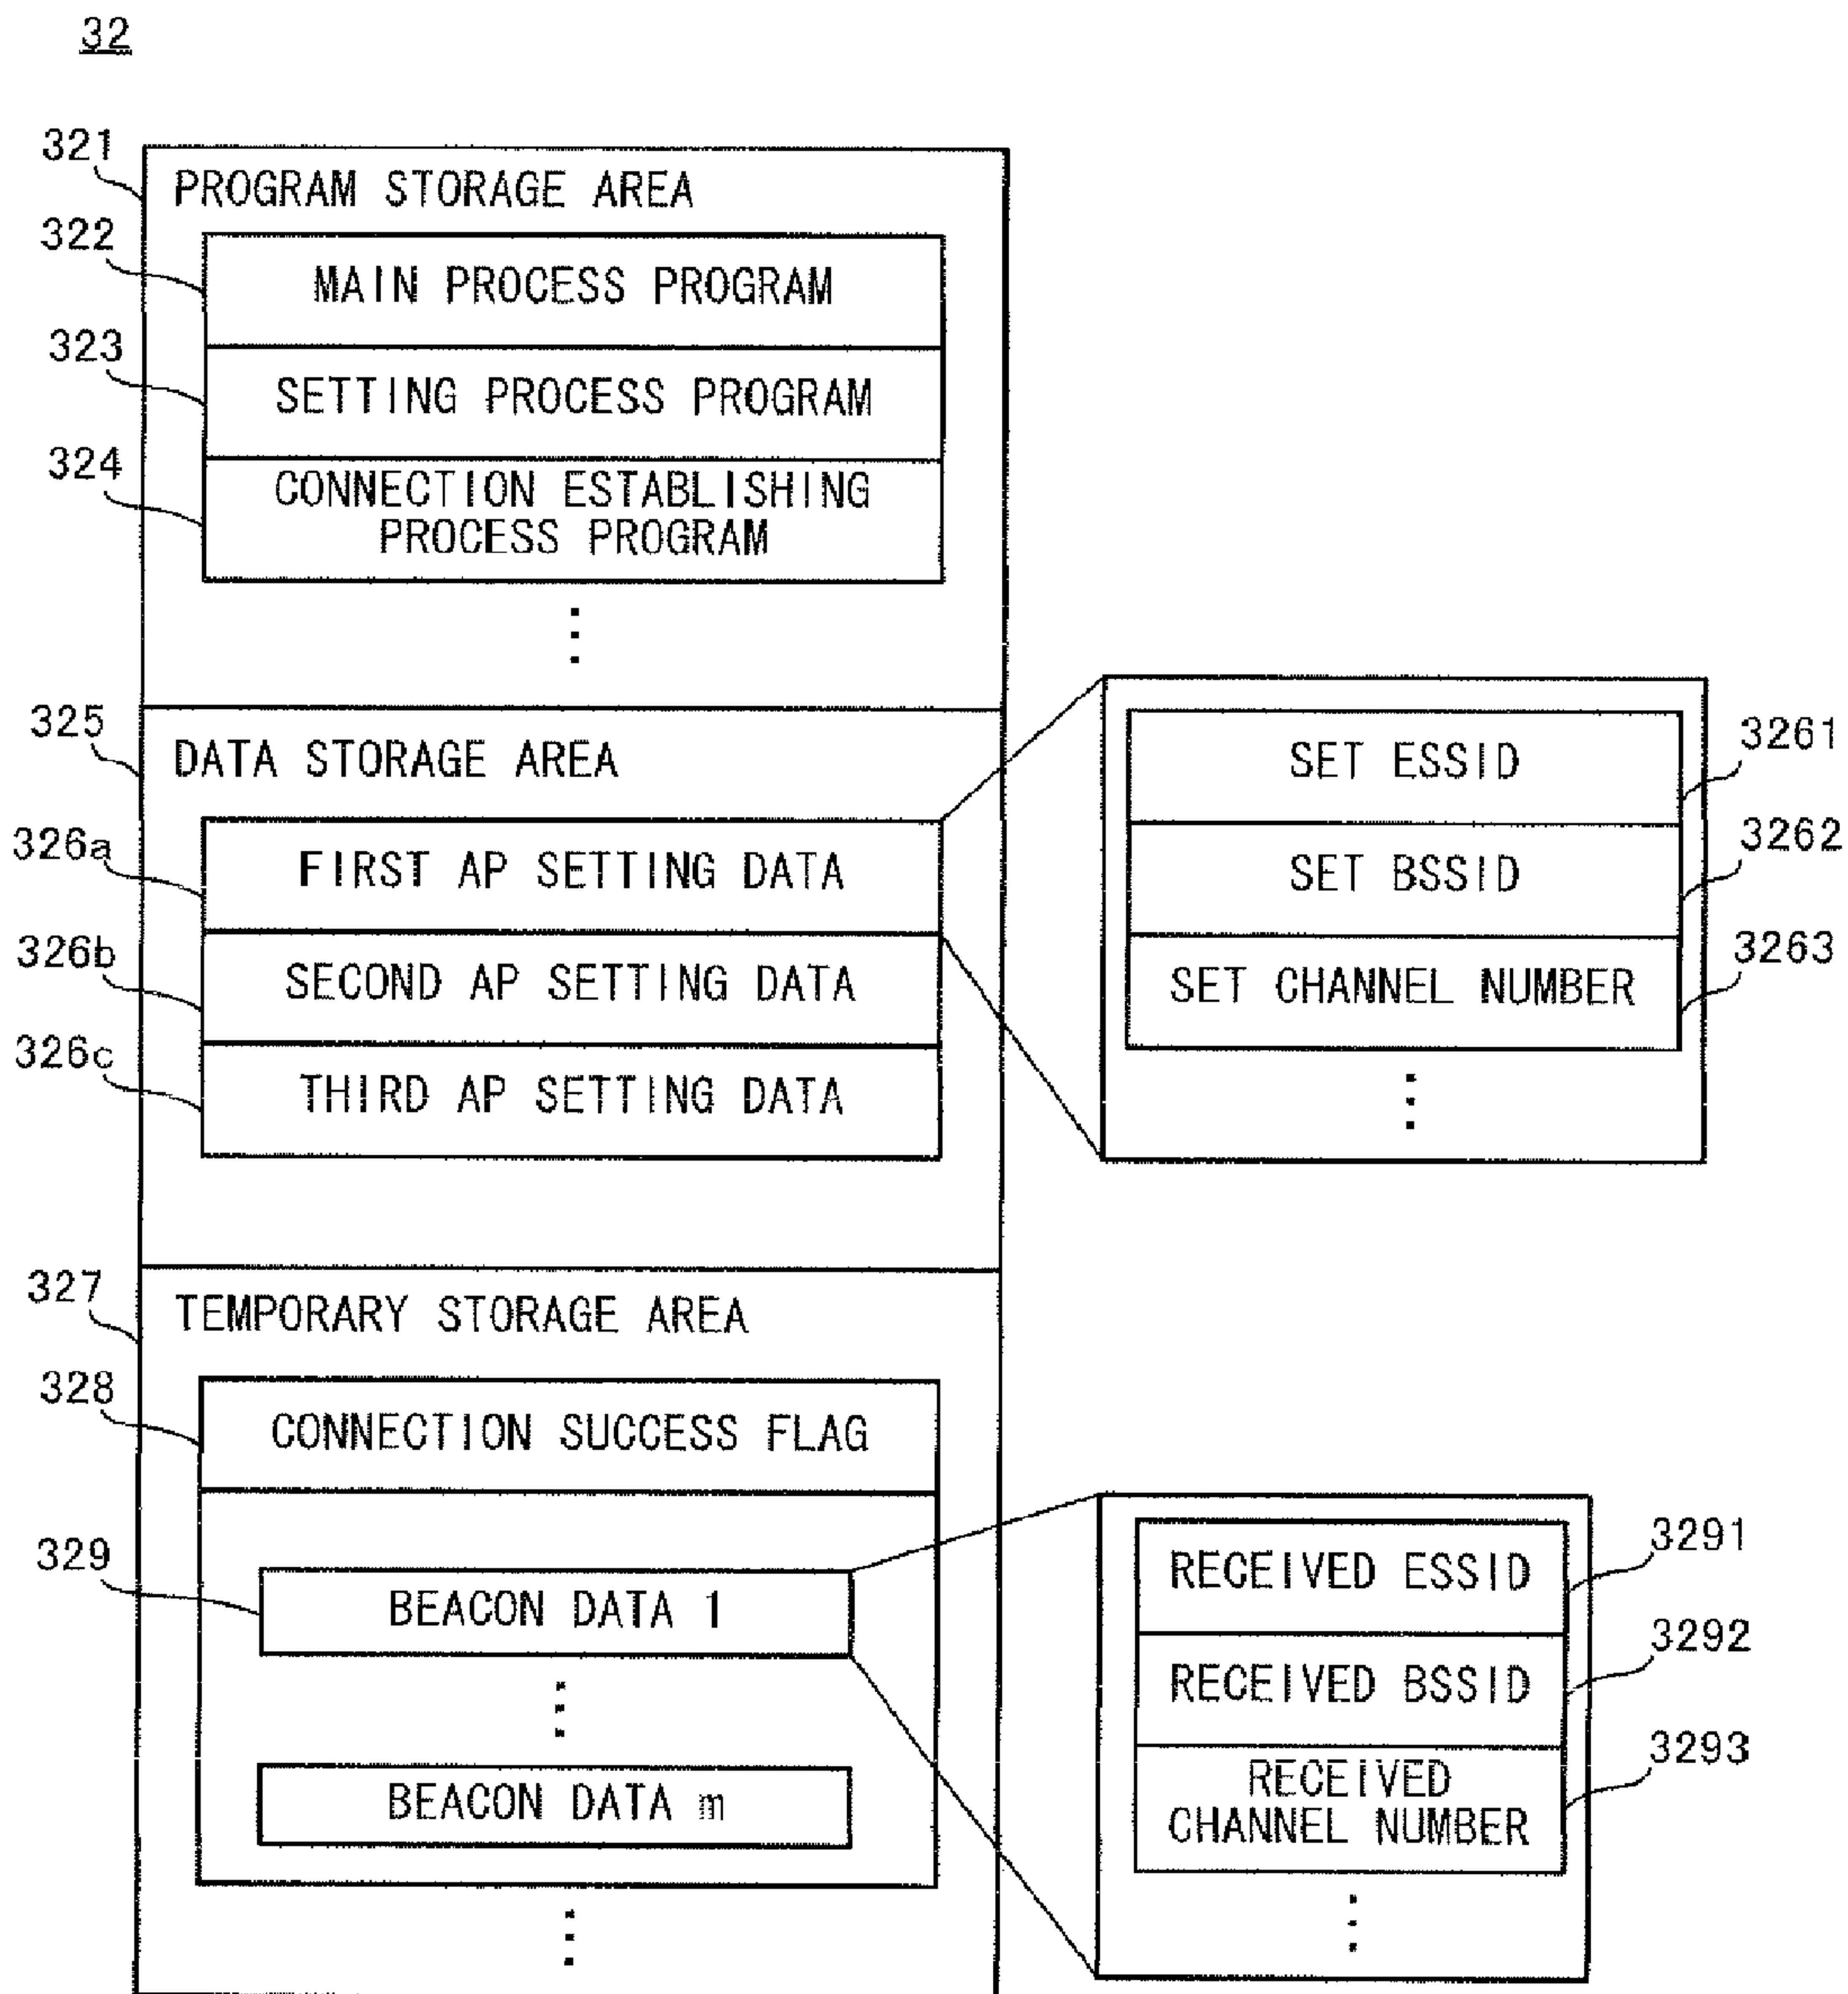 32
321
PROGRAM STORAGE AREA
322
MAIN PROCESS PROGRAM
323
SETTING PROCESS PROGRAM
324
CONNECTION ESTABLISHING
PROCESS PROGRAM
325
DATA STORAGE AREA
326a
FIRST AP SETTING DATA
326b
SECOND AP SETTING DATA
326c
THIRD AP SETTING DATA
SET ESSID
3261
SET BSSID
3262
SET CHANNEL NUMBER
3263
327
TEMPORARY STORAGE AREA
328
CONNECTION SUCCESS FLAG
329
BEACON DATA 1
BEACON DATA m
RECEIVED ESSID
3291
RECEIVED BSSID
3292
RECEIVED
CHANNEL NUMBER
3293